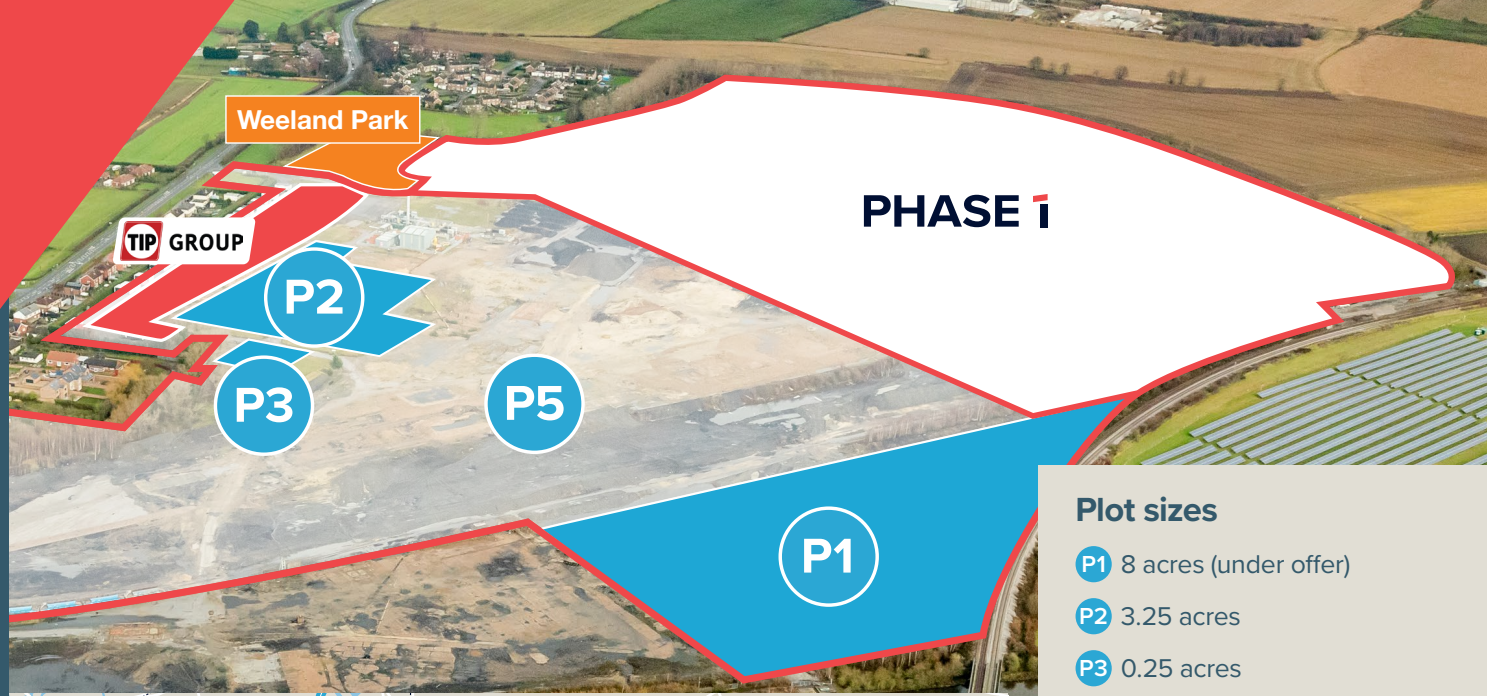 Weeland Park
PHASE 1
TIP GROUP
P2
P3
P5
P1
Plot sizes
P1 8 acres (under offer)
P2 3.25 acres
P3 0.25 acres